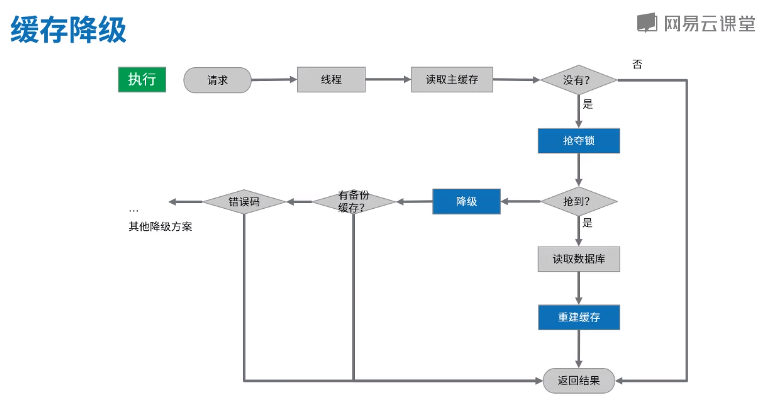 缓存降级
网易云课堂
执行
请求
线程
读取主缓存
没有?
否
是
抢夺锁
抢到?
降级
有备份
缓存?
错误码
...
其他降级方案
是
读取数据库
重建缓存
返回结果